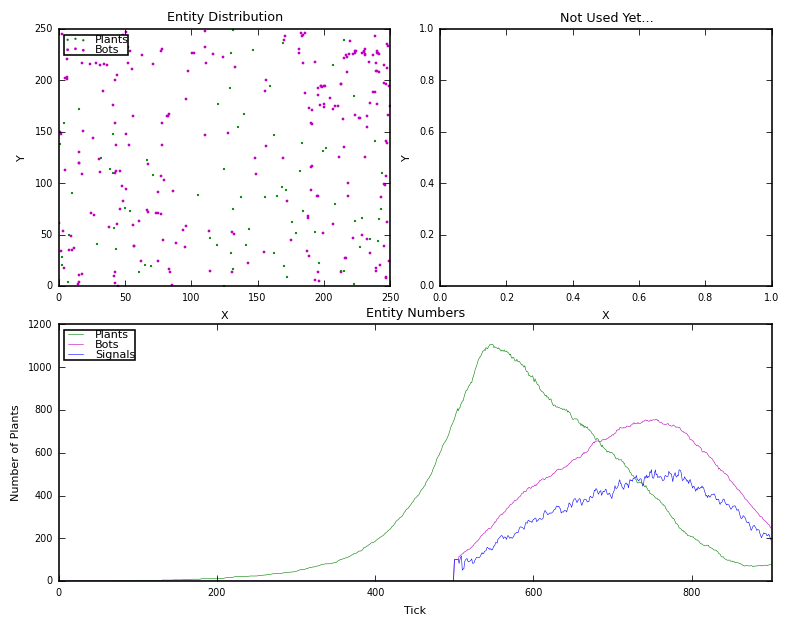 Entity Distribution
250
200
150
100
50
0
Y
Plants
Bots
0 50 100 150 200 250
X
Not Used Yet...
1.0
0.8
0.6
0.4
0.2
0.0
Y
0.0 0.2 0.4 0.6 0.8 1.0
X
Entity Numbers
1200
1000
800
600
400
200
0
Number of Plants
Plants
Bots
Signals
0 200 400 600 800
Tick